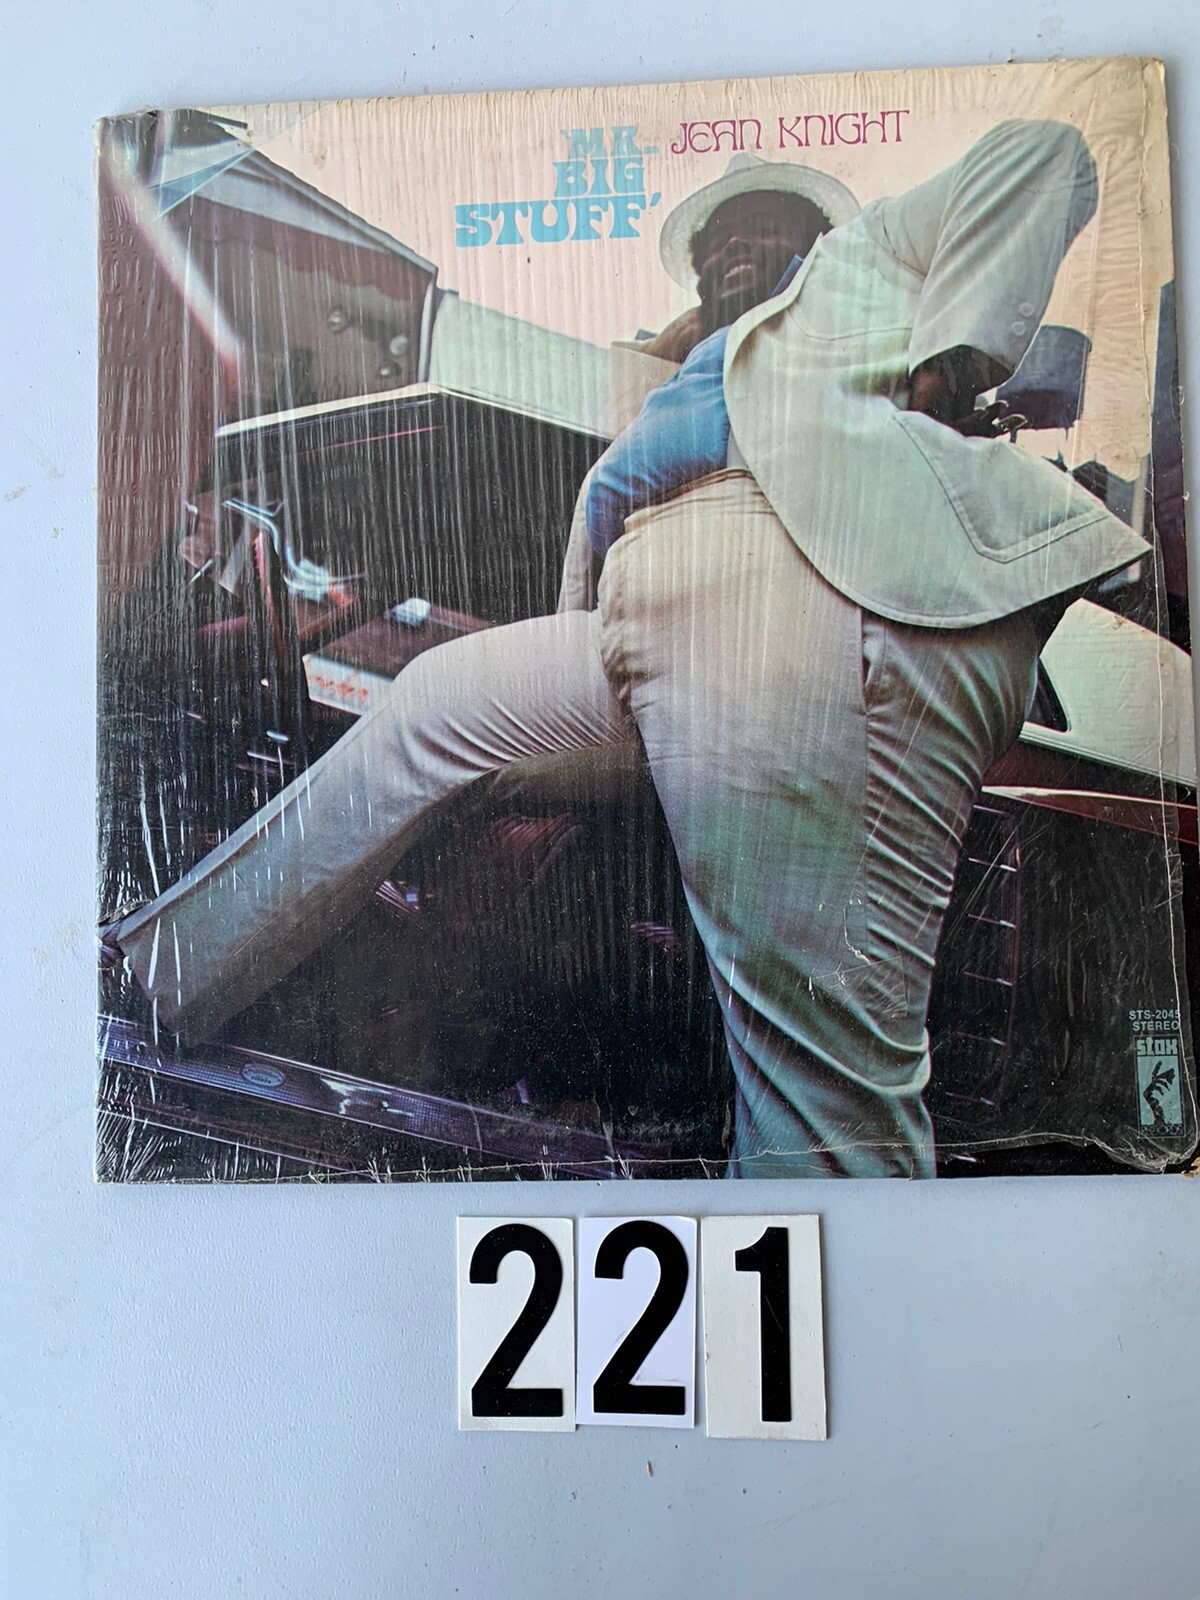 'MR.
BIG
STUFF'
JEAN KNIGHT
STS-2045
STEREO
stax
221